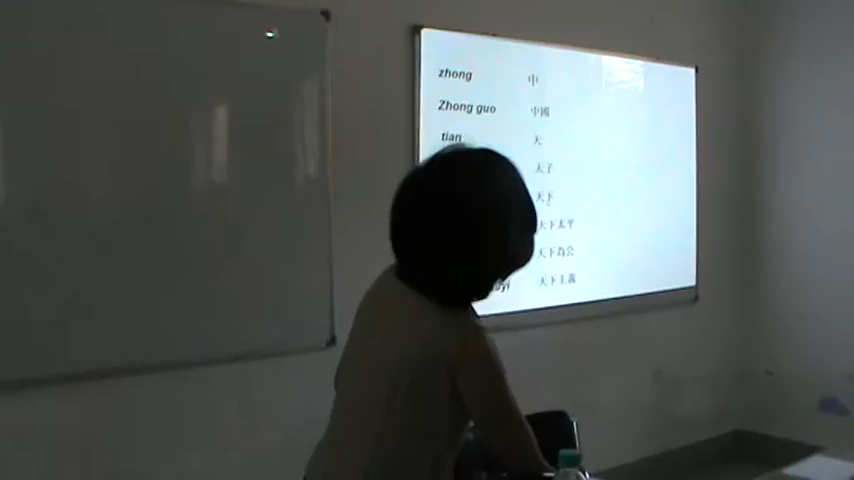 zhong 中
Zhong guo 中國
tian 天
天子
天下
天下太平
天下為公
天下主義